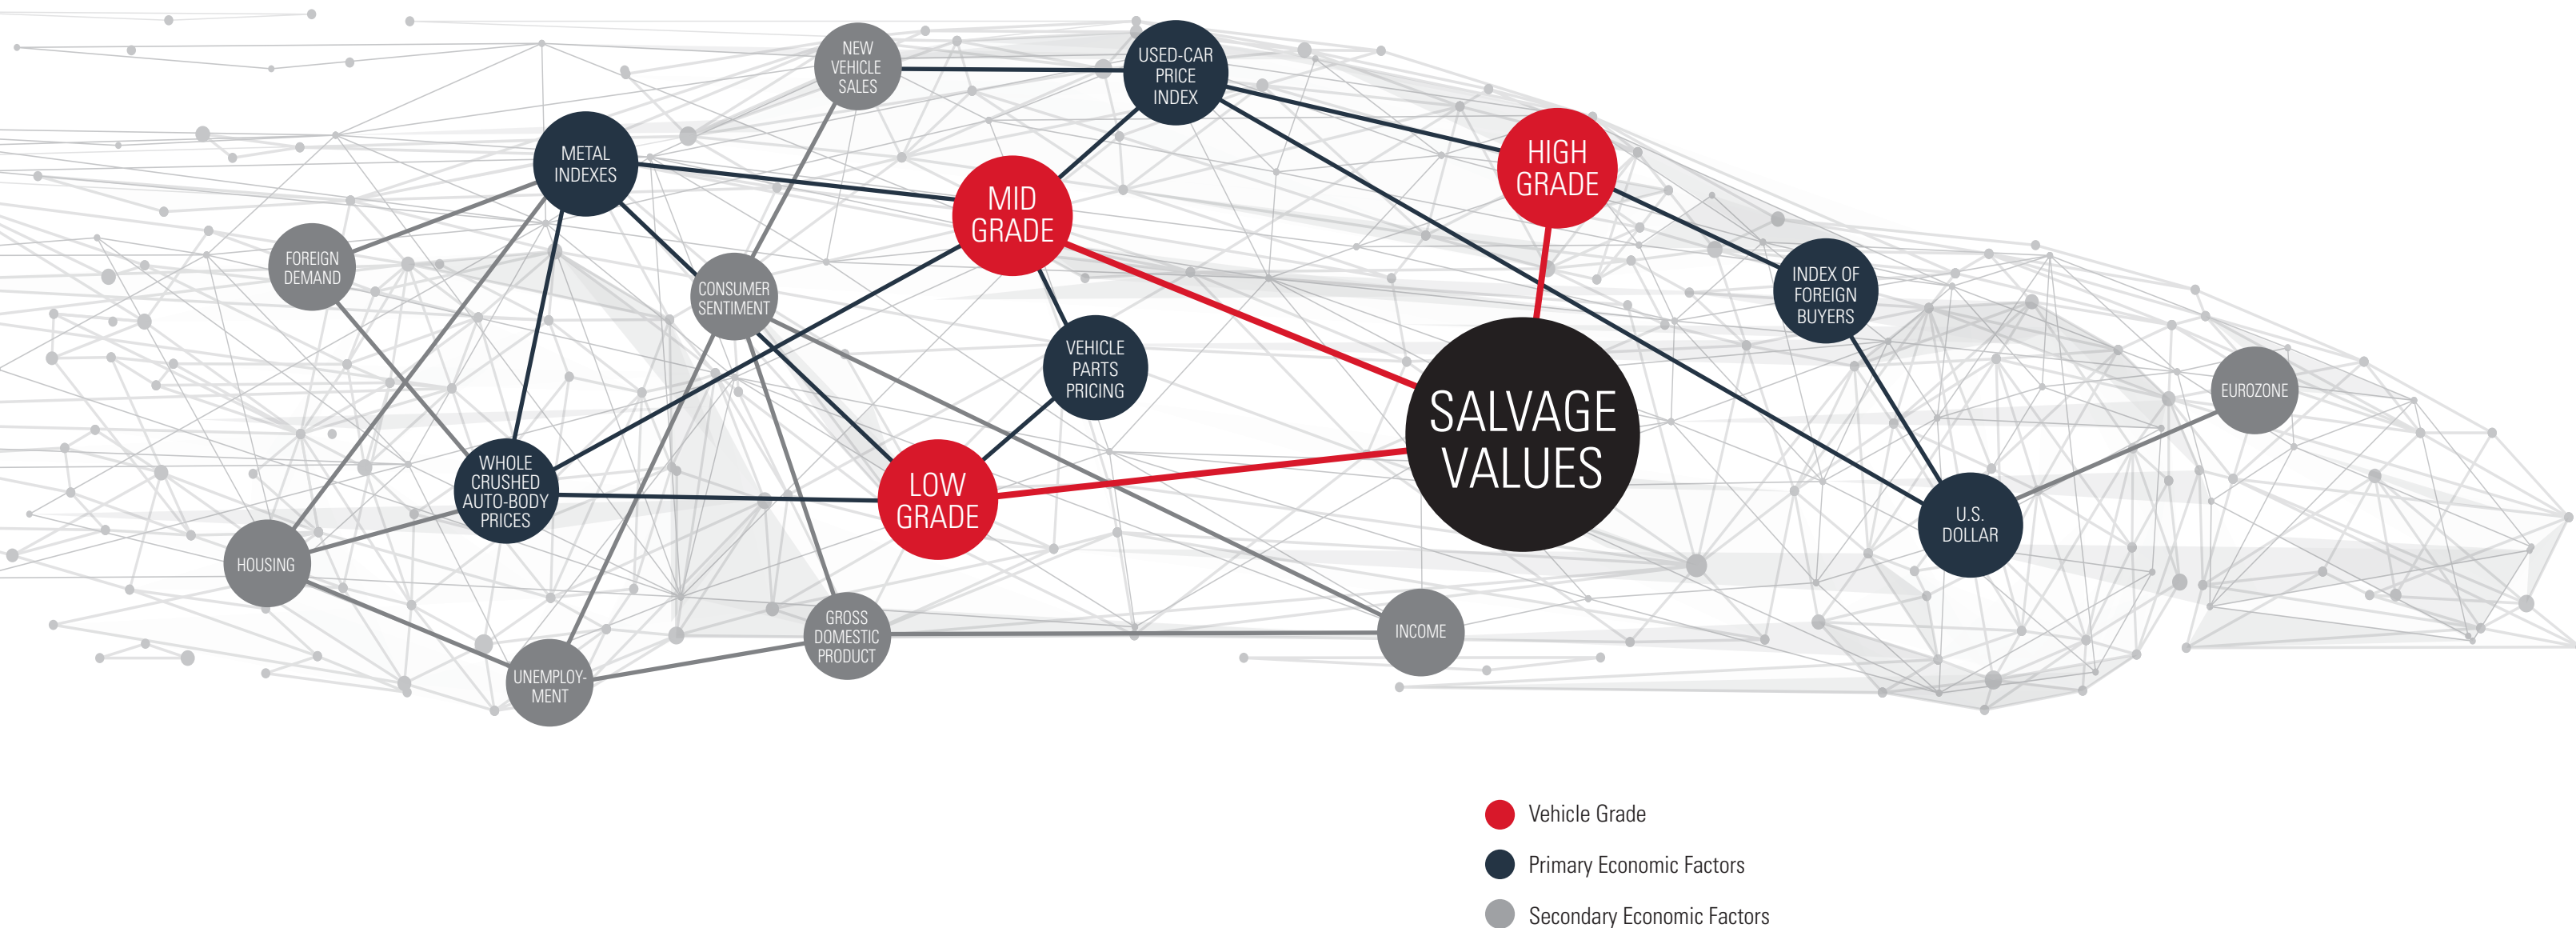 NEW
VEHICLE
SALES
USED-CAR
PRICE
INDEX
METAL
INDEXES
HIGH
GRADE
MID
GRADE
FOREIGN
DEMAND
CONSUMER
SENTIMENT
INDEX OF
FOREIGN
BUYERS
VEHICLE
PARTS
PRICING
EUROZONE
SALVAGE
VALUES
WHOLE
CRUSHED
AUTO-BODY
PRICES
LOW
GRADE
U.S.
DOLLAR
HOUSING
GROSS
DOMESTIC
PRODUCT
INCOME
UNEMPLOY-
MENT
Vehicle Grade
Primary Economic Factors
Secondary Economic Factors